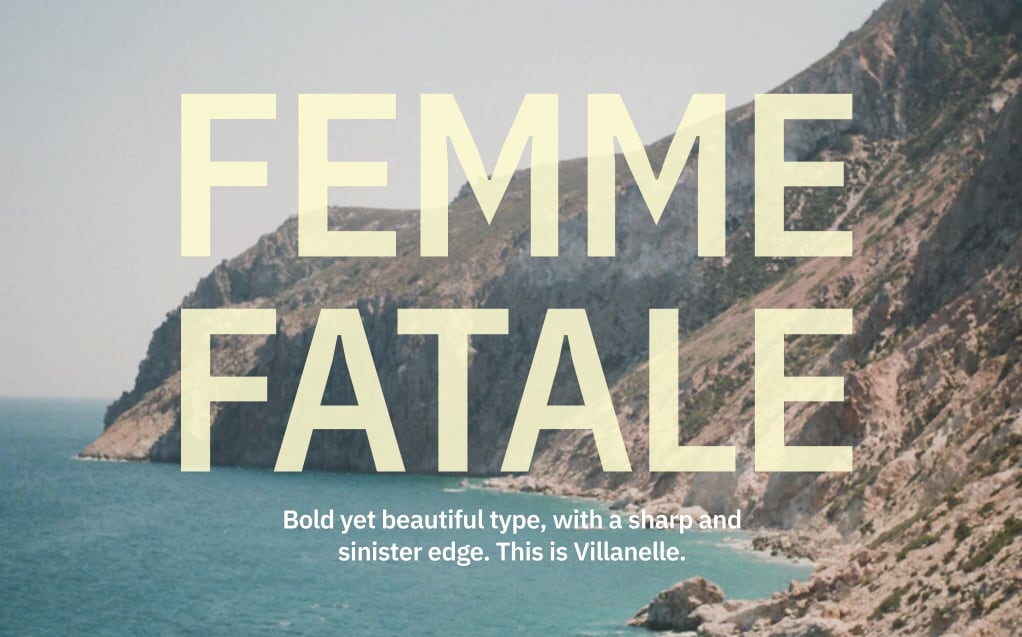 FEMME
FATALE
Bold yet beautiful type, with a sharp and
sinister edge. This is Villanelle.